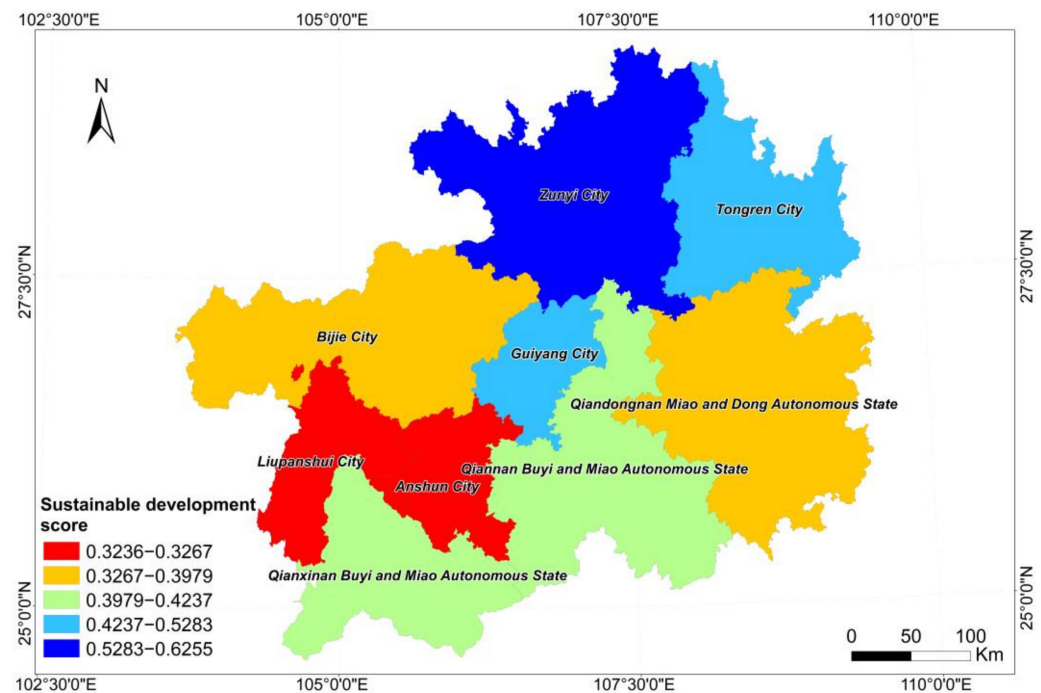 102°30'0"E 105°0'0"E 107°30'0"E 110°0'0"E
N
Zunyi City
Tongren City
27°30'0"N
27°30'0"N
Bijie City
Guiyang City
Qiandongnan Miao and Dong Autonomous State
Liupanshui City
Qiannan Buyi and Miao Autonomous State
Anshun City
Qianxinan Buyi and Miao Autonomous State
25°0'0"N
25°0'0"N
Sustainable development
score
0.3236–0.3267
0.3267–0.3979
0.3979–0.4237
0.4237–0.5283
0.5283–0.6255
0 50 100
Km
102°30'0"E 105°0'0"E 107°30'0"E 110°0'0"E